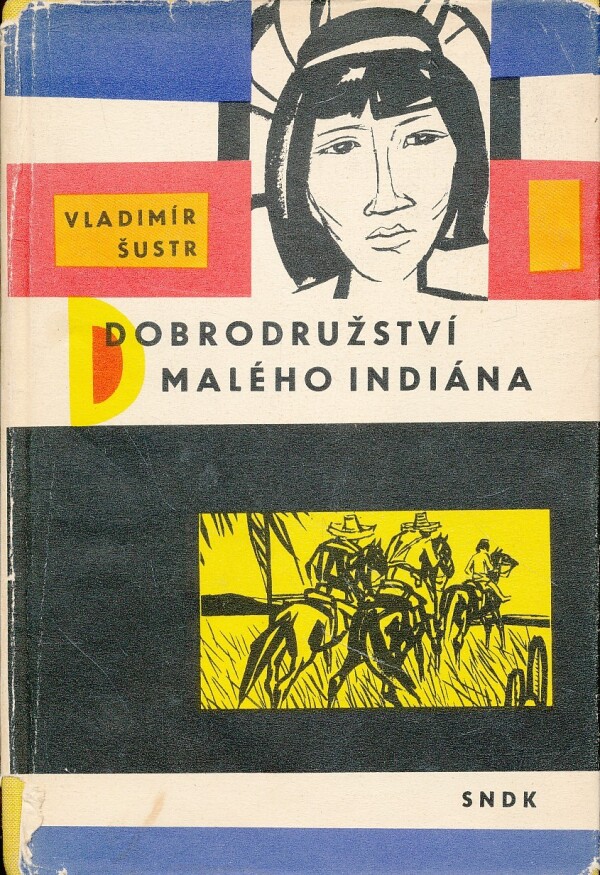 VLADIMÍR
ŠUSTR
DOBRODRUŽSTVÍ
MALÉHO INDIÁNA
SNDK